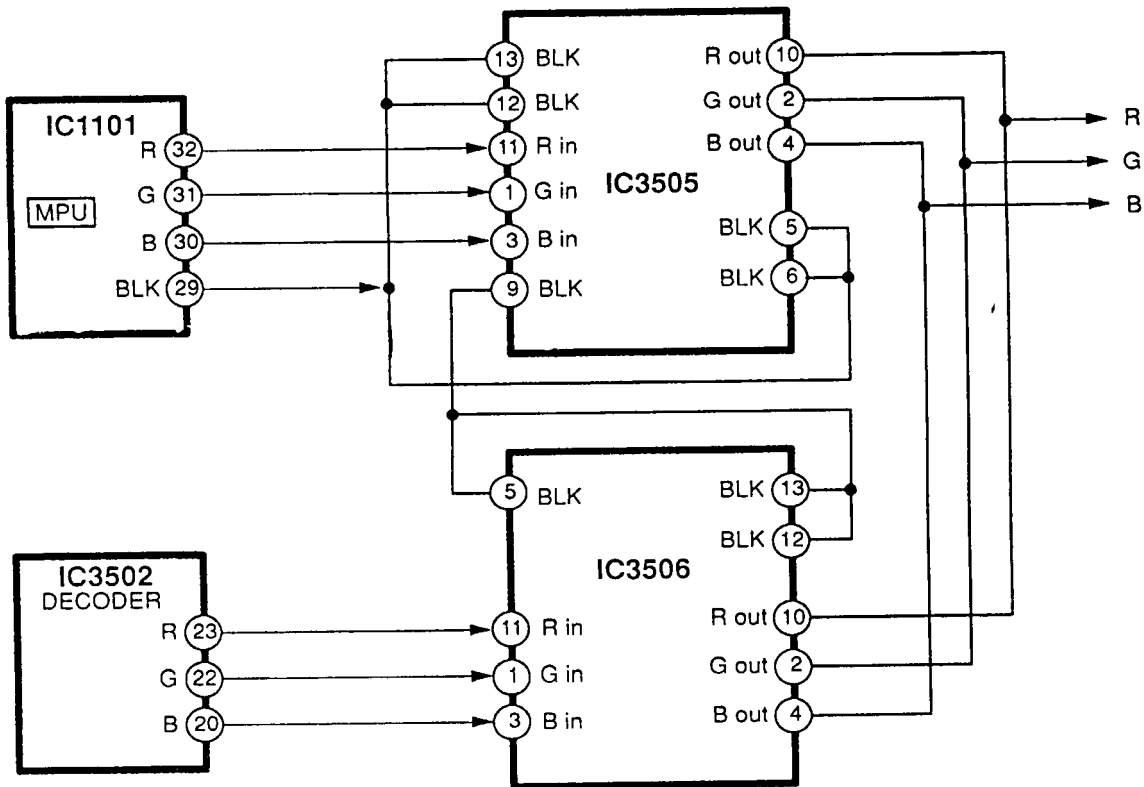 IC1101
MPU
R 32
G 31
B 30
BLK 29
IC3505
13 BLK
12 BLK
11 R in
1 G in
3 B in
9 BLK
R out 10
G out 2
B out 4
BLK 5
BLK 6
R
G
B
IC3502
DECODER
R 23
G 22
B 20
IC3506
5 BLK
11 R in
1 G in
3 B in
BLK 13
BLK 12
R out 10
G out 2
B out 4